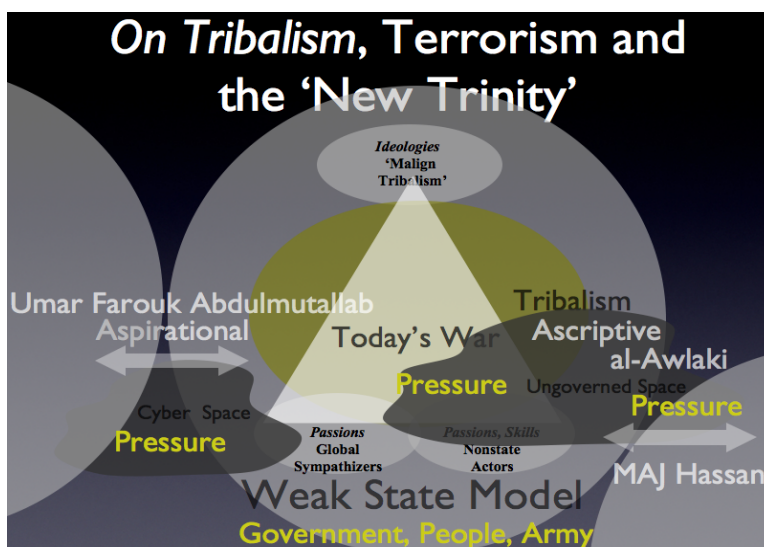 On Tribalism, Terrorism and
the ‘New Trinity’
Ideologies
‘Malign
Tribalism’
Umar Farouk Abdulmutallab
Aspirational
Tribalism
Ascriptive
al-Awlaki
Today's War
Pressure
Ungoverned Space
Pressure
Cyber Space
Pressure
Passions
Global
Sympathizers
Passions, Skills
Nonstate
Actors
MAJ Hassan
Weak State Model
Government, People, Army